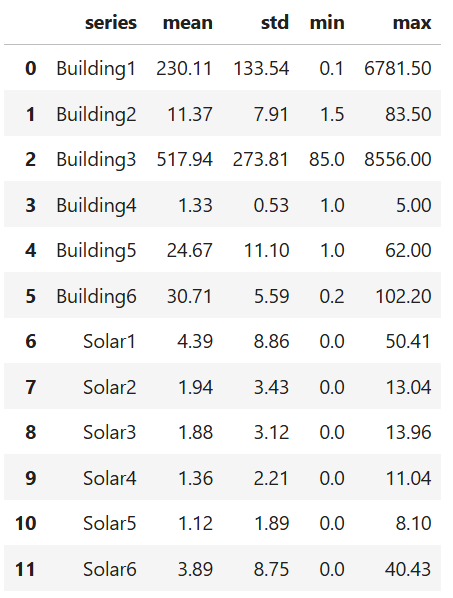 series mean std min max
0 Building1 230.11 133.54 0.1 6781.50
1 Building2 11.37 7.91 1.5 83.50
2 Building3 517.94 273.81 85.0 8556.00
3 Building4 1.33 0.53 1.0 5.00
4 Building5 24.67 11.10 1.0 62.00
5 Building6 30.71 5.59 0.2 102.20
6 Solar1 4.39 8.86 0.0 50.41
7 Solar2 1.94 3.43 0.0 13.04
8 Solar3 1.88 3.12 0.0 13.96
9 Solar4 1.36 2.21 0.0 11.04
10 Solar5 1.12 1.89 0.0 8.10
11 Solar6 3.89 8.75 0.0 40.43